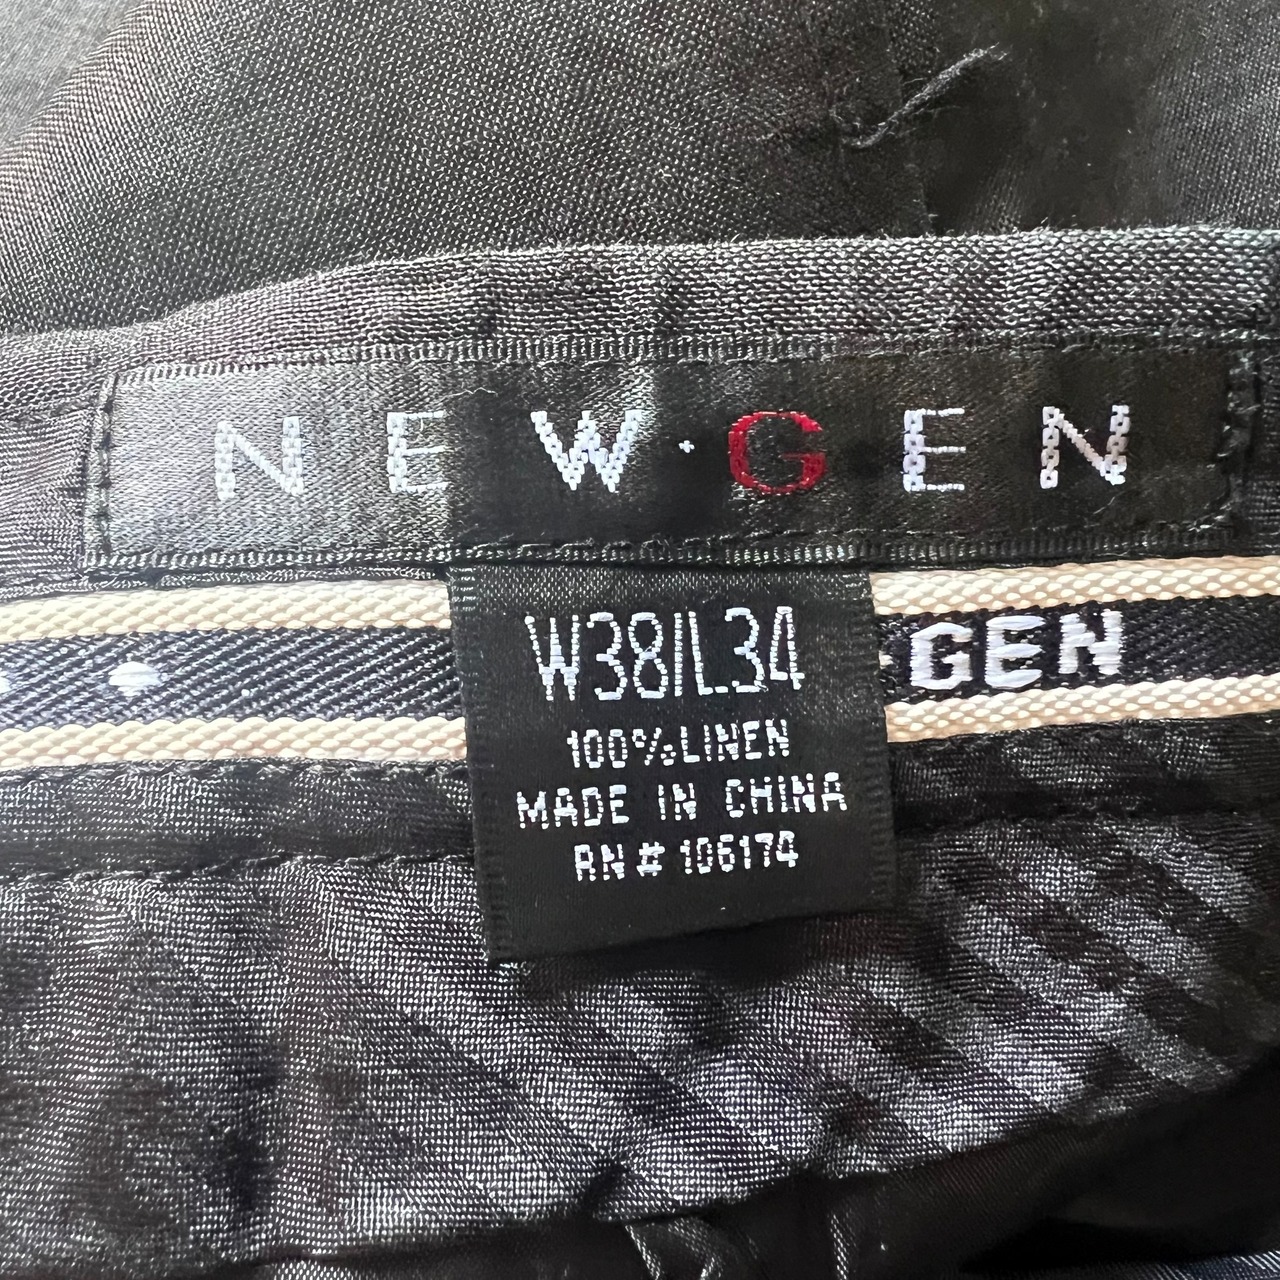 NEW·GEN
· GEN
W38/L34
100%LINEN
MADE IN CHINA
RN# 106174